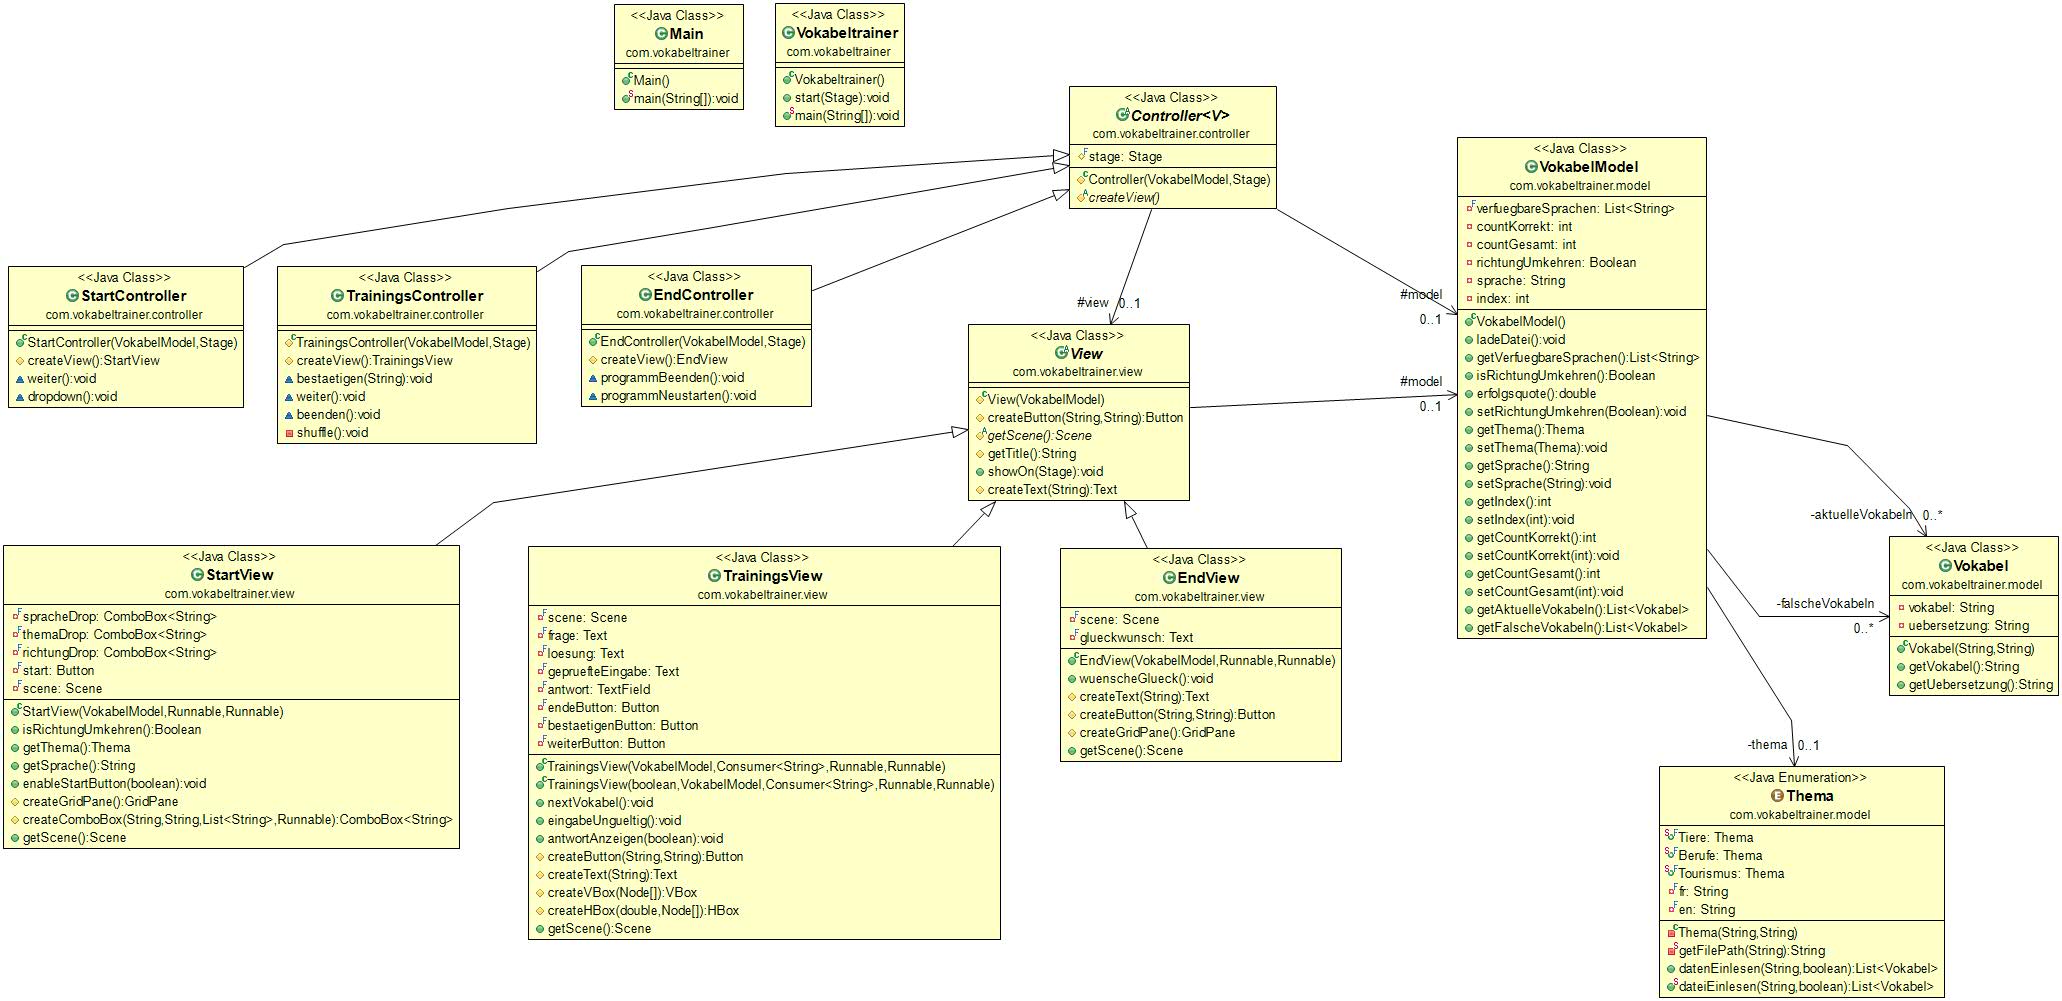 <<Java Class>>
Main
com.vokabeltrainer
Main()
main(String[]):void
<<Java Class>>
Vokabeltrainer
com.vokabeltrainer
Vokabeltrainer()
start(Stage):void
main(String[]):void
<<Java Class>>
Controller<V>
com.vokabeltrainer.controller
stage: Stage
Controller(VokabelModel,Stage)
createView()
<<Java Class>>
VokabelModel
com.vokabeltrainer.model
verfuegbareSprachen: List<String>
countKorrekt: int
countGesamt: int
richtungUmkehren: Boolean
sprache: String
index: int
VokabelModel()
ladeDatei():void
getVerfuegbareSprachen():List<String>
isRichtungUmkehren():Boolean
erfolgsquote():double
setRichtungUmkehren(Boolean):void
getThema():Thema
setThema(Thema):void
getSprache():String
setSprache(String):void
getIndex():int
setIndex(int):void
getCountKorrekt():int
setCountKorrekt(int):void
getCountGesamt():int
setCountGesamt(int):void
getAktuelleVokabeln():List<Vokabel>
getFalscheVokabeln():List<Vokabel>
<<Java Class>>
StartController
com.vokabeltrainer.controller
StartController(VokabelModel,Stage)
createView():StartView
weiter():void
dropdown():void
<<Java Class>>
TrainingsController
com.vokabeltrainer.controller
TrainingsController(VokabelModel,Stage)
createView():TrainingsView
bestaetigen(String):void
weiter():void
beenden():void
shuffle():void
<<Java Class>>
EndController
com.vokabeltrainer.controller
EndController(VokabelModel,Stage)
createView():EndView
programmBeenden():void
programmNeustarten():void
#view 0..1
#model
0..1
<<Java Class>>
View
com.vokabeltrainer.view
View(VokabelModel)
createButton(String,String):Button
getScene():Scene
getTitle():String
showOn(Stage):void
createText(String):Text
#model
0..1
-aktuelleVokabeln 0..*
-falscheVokabeln
0..*
-thema 0..1
<<Java Class>>
Vokabel
com.vokabeltrainer.model
vokabel: String
uebersetzung: String
Vokabel(String,String)
getVokabel():String
getUebersetzung():String
<<Java Class>>
StartView
com.vokabeltrainer.view
spracheDrop: ComboBox<String>
themaDrop: ComboBox<String>
richtungDrop: ComboBox<String>
start: Button
scene: Scene
StartView(VokabelModel,Runnable,Runnable)
isRichtungUmkehren():Boolean
getThema():Thema
getSprache():String
enableStartButton(boolean):void
createGridPane():GridPane
createComboBox(String,String,List<String>,Runnable):ComboBox<String>
getScene():Scene
<<Java Class>>
TrainingsView
com.vokabeltrainer.view
scene: Scene
frage: Text
loesung: Text
gepruefteEingabe: Text
antwort: TextField
endeButton: Button
bestaetigenButton: Button
weiterButton: Button
TrainingsView(VokabelModel,Consumer<String>,Runnable,Runnable)
TrainingsView(boolean,VokabelModel,Consumer<String>,Runnable,Runnable)
nextVokabel():void
eingabeUngueltig():void
antwortAnzeigen(boolean):void
createButton(String,String):Button
createText(String):Text
createVBox(Node[]):VBox
createHBox(double,Node[]):HBox
getScene():Scene
<<Java Class>>
EndView
com.vokabeltrainer.view
scene: Scene
glueckwunsch: Text
EndView(VokabelModel,Runnable,Runnable)
wuenscheGlueck():void
createText(String):Text
createButton(String,String):Button
createGridPane():GridPane
getScene():Scene
<<Java Enumeration>>
Thema
com.vokabeltrainer.model
Tiere: Thema
Berufe: Thema
Tourismus: Thema
fr: String
en: String
Thema(String,String)
getFilePath(String):String
datenEinlesen(String,boolean):List<Vokabel>
dateiEinlesen(String,boolean):List<Vokabel>